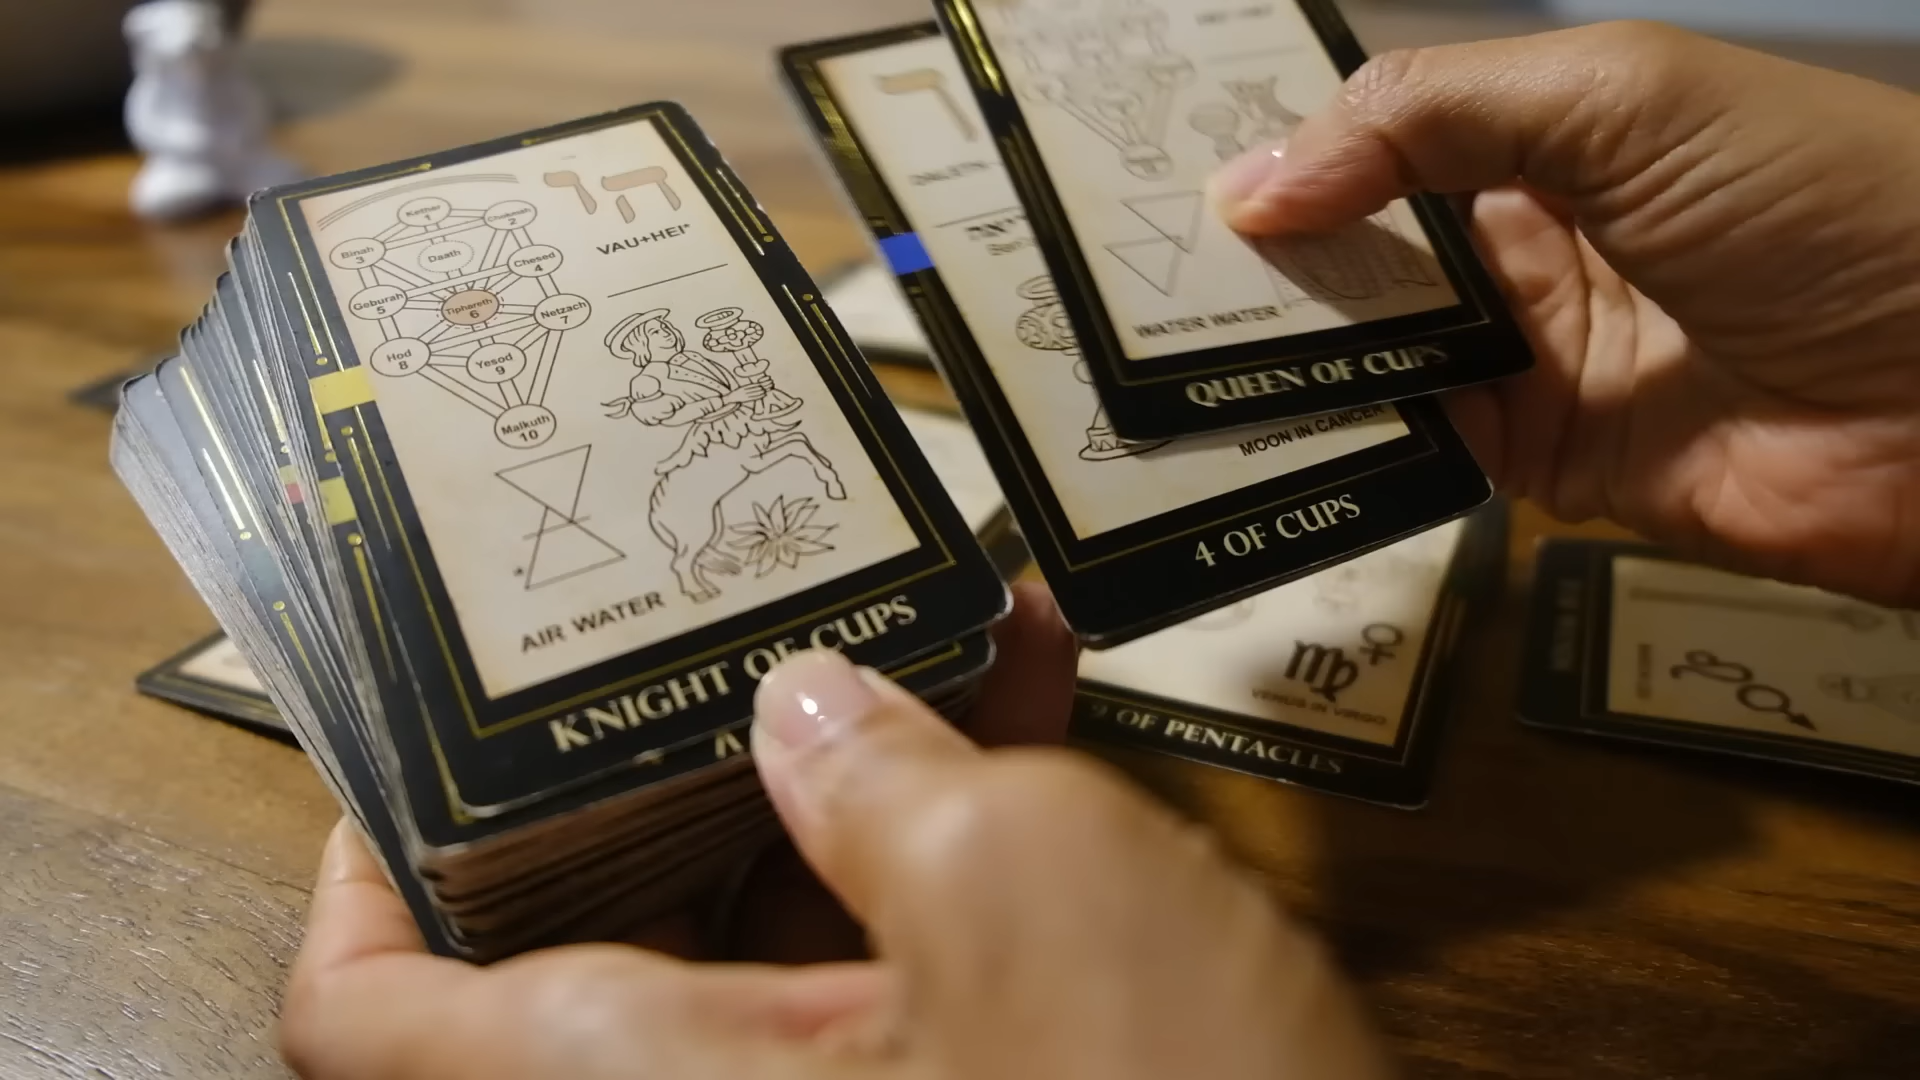 וה
VAU+HEI*
Kether
1
Chokmah
2
Binah
3
Daath
Chesed
4
Geburah
5
Tiphareth
6
Netzach
7
Hod
8
Yesod
9
Malkuth
10
AIR WATER
KNIGHT OF CUPS
ד
MOON IN CANCER
4 OF CUPS
WATER WATER
QUEEN OF CUPS
♍ ♀
VENUS IN VIRGO
9 OF PENTACLES